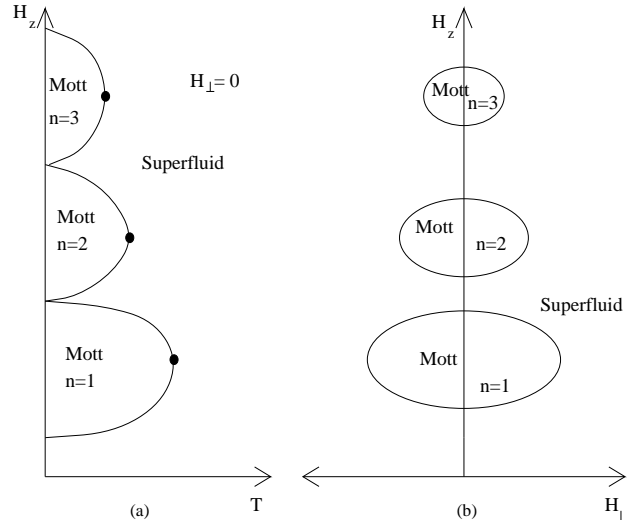 H_z
Mott
n=3
H_⊥= 0
Superfluid
Mott
n=2
Mott
n=1
T
(a)
H_z
Mott
n=3
Mott
n=2
Superfluid
Mott
n=1
H_⊥
(b)